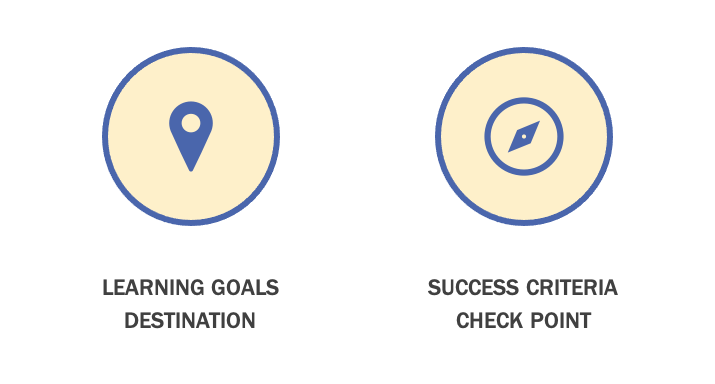 LEARNING GOALS
DESTINATION
SUCCESS CRITERIA
CHECK POINT